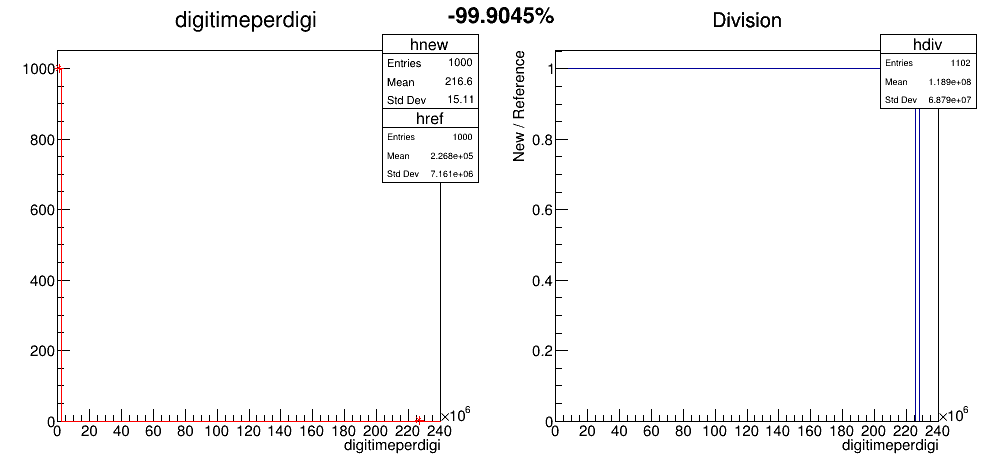 digitimeperdigi
-99.9045%
Division
hnew
Entries 1000
Mean 216.6
Std Dev 15.11
href
Entries 1000
Mean 2.268e+05
Std Dev 7.161e+06
1000
800
600
400
200
0
0 20 40 60 80 100 120 140 160 180 200 220 240
×10^6
digitimeperdigi
hdiv
Entries 1102
Mean 1.189e+08
Std Dev 6.879e+07
New / Reference
1
0.8
0.6
0.4
0.2
0
0 20 40 60 80 100 120 140 160 180 200 220 240
×10^6
digitimeperdigi